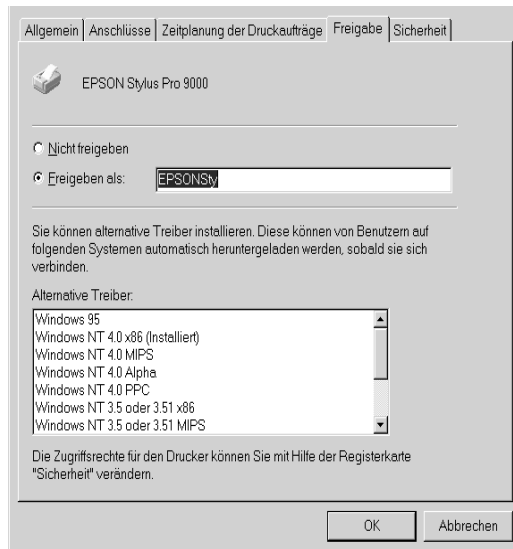 Allgemein Anschlüsse Zeitplanung der Druckaufträge Freigabe Sicherheit
EPSON Stylus Pro 9000
Nicht freigeben
Freigeben als: EPSONSty
Sie können alternative Treiber installieren. Diese können von Benutzern auf
folgenden Systemen automatisch heruntergeladen werden, sobald sie sich
verbinden.
Alternative Treiber:
Windows 95
Windows NT 4.0 x86 (Installiert)
Windows NT 4.0 MIPS
Windows NT 4.0 Alpha
Windows NT 4.0 PPC
Windows NT 3.5 oder 3.51 x86
Windows NT 3.5 oder 3.51 MIPS
Die Zugriffsrechte für den Drucker können Sie mit Hilfe der Registerkarte
"Sicherheit" verändern.
OK Abbrechen